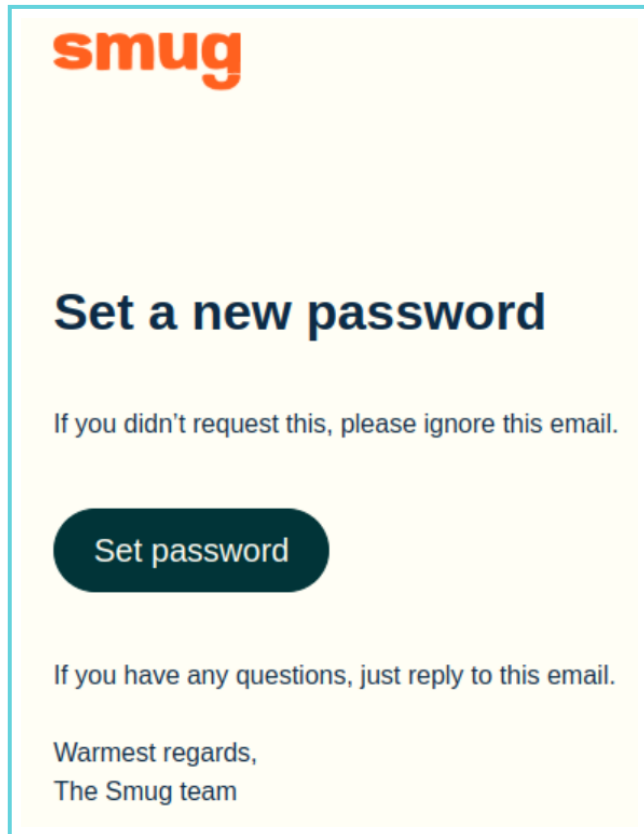 smug
Set a new password
If you didn’t request this, please ignore this email.
Set password
If you have any questions, just reply to this email.
Warmest regards,
The Smug team